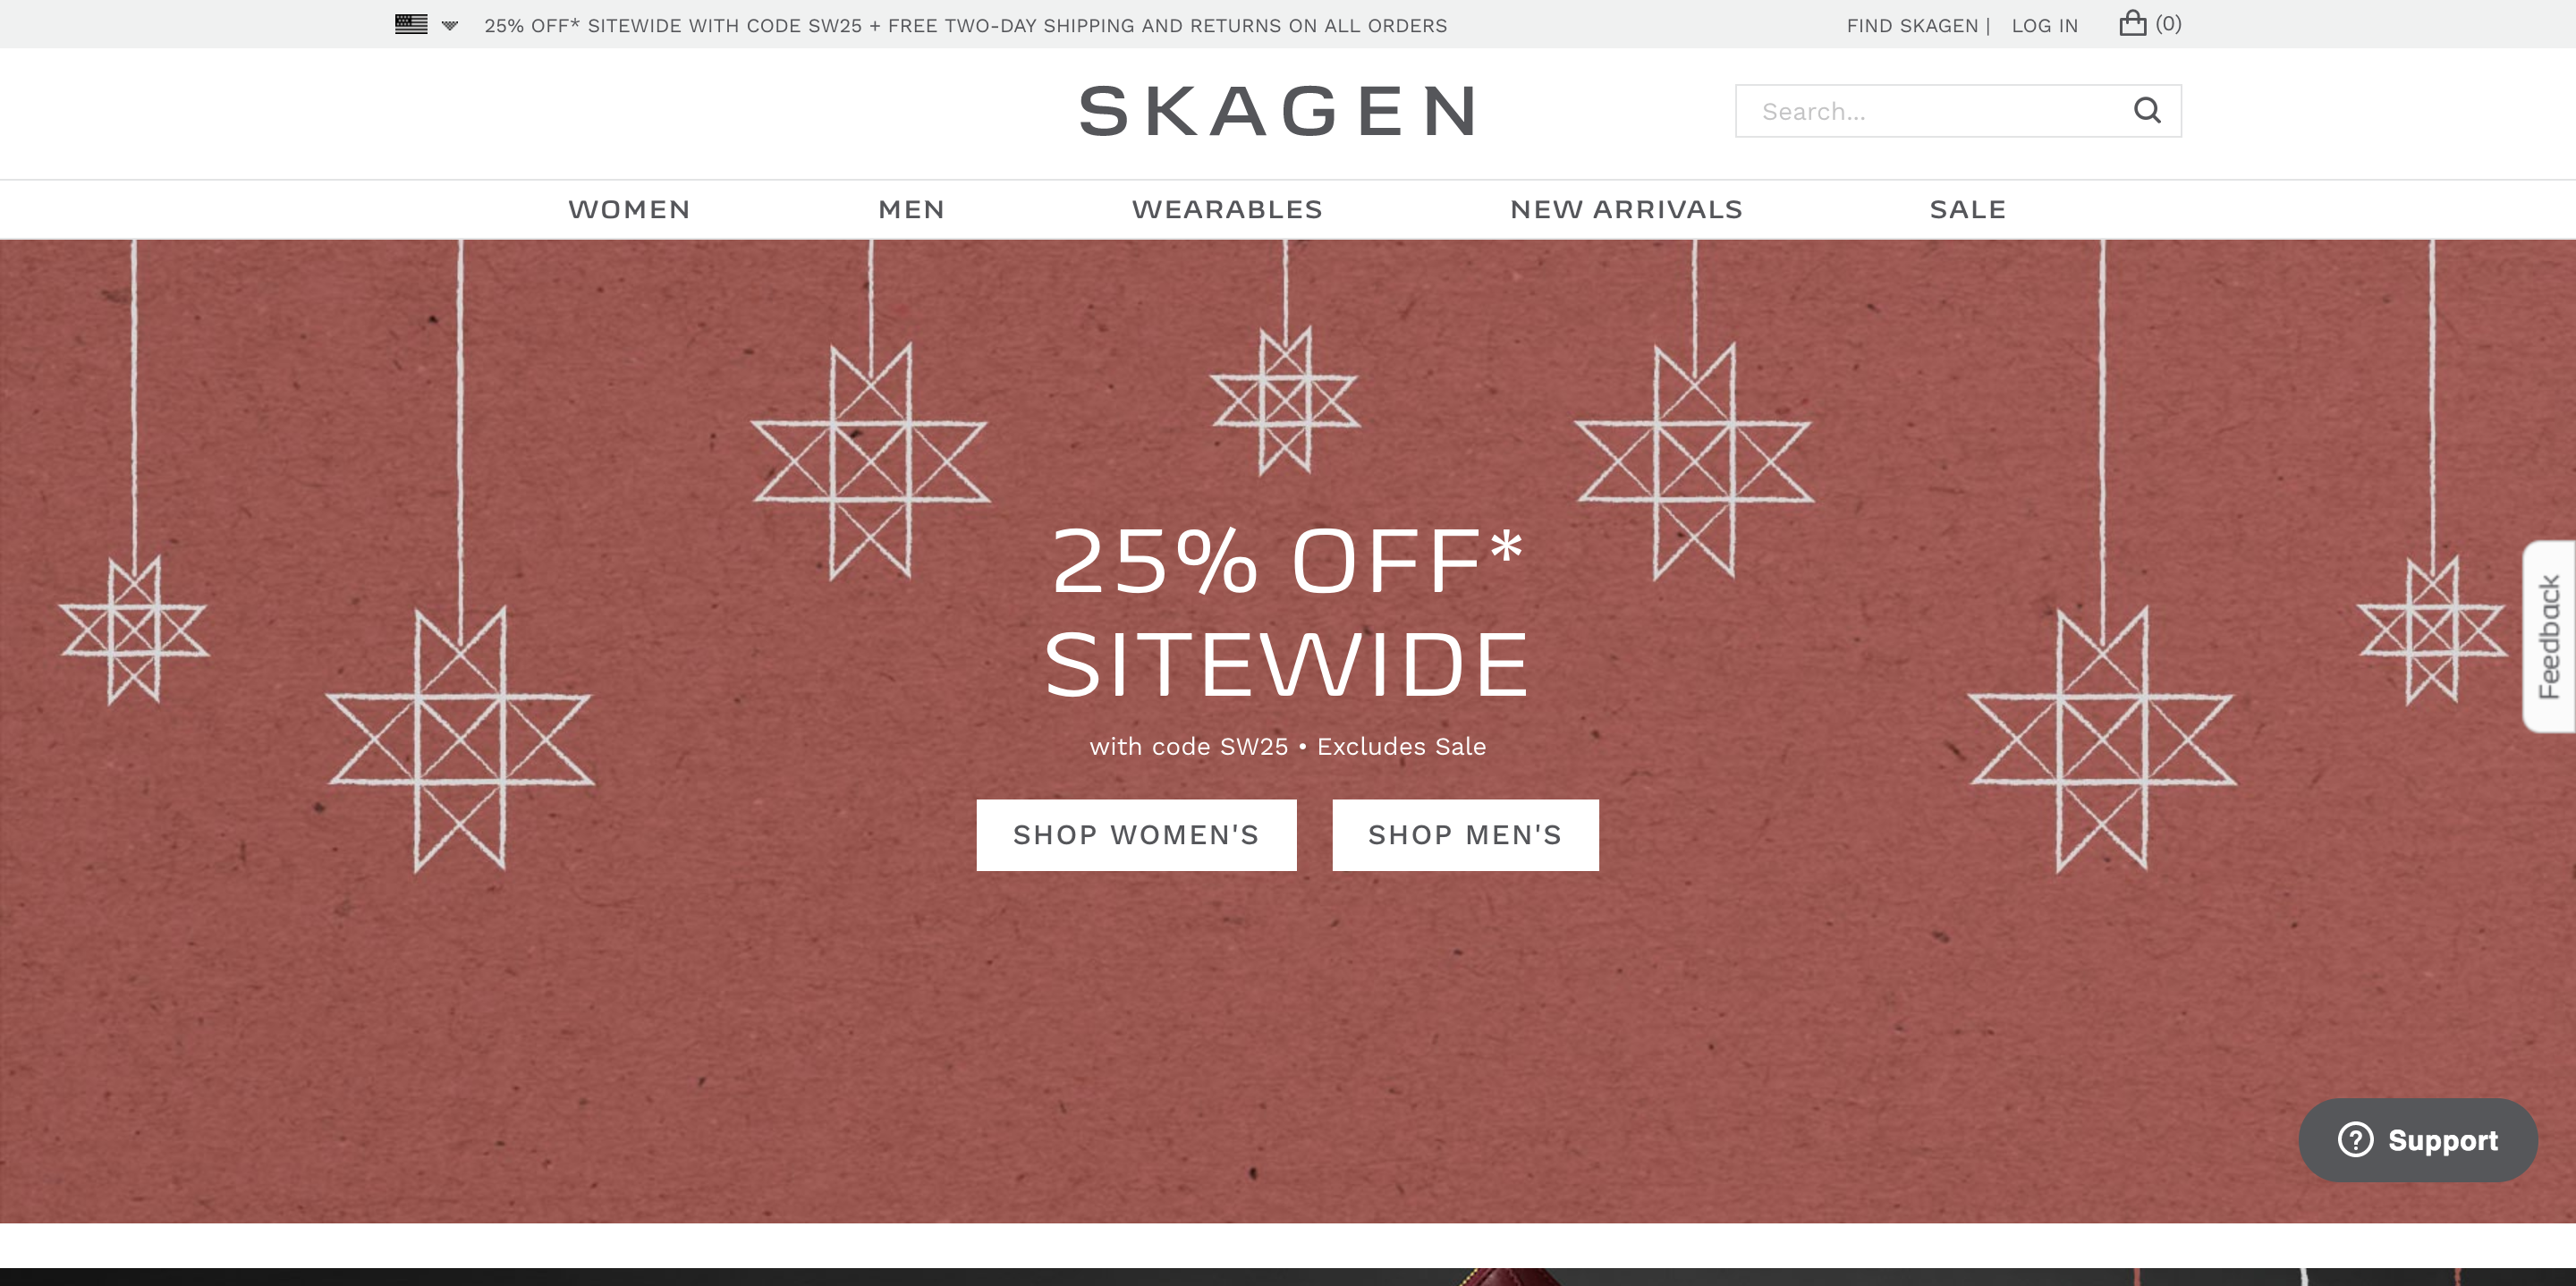 25% OFF* SITEWIDE WITH CODE SW25 + FREE TWO-DAY SHIPPING AND RETURNS ON ALL ORDERS
FIND SKAGEN | LOG IN (0)
SKAGEN
Search...
WOMEN MEN WEARABLES NEW ARRIVALS SALE
25% OFF*
SITEWIDE
with code SW25 • Excludes Sale
SHOP WOMEN'S SHOP MEN'S
Feedback
Support